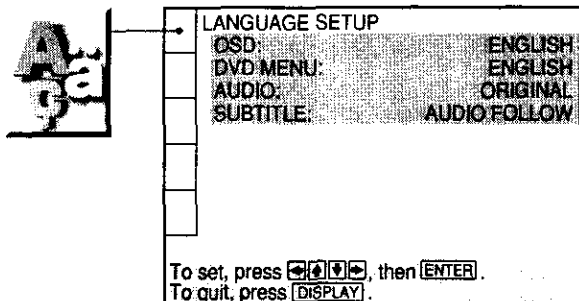 LANGUAGE SETUP
OSD: ENGLISH
DVD MENU: ENGLISH
AUDIO: ORIGINAL
SUBTITLE: AUDIO FOLLOW
To set, press ←↑↓→, then ENTER.
To quit, press DISPLAY.